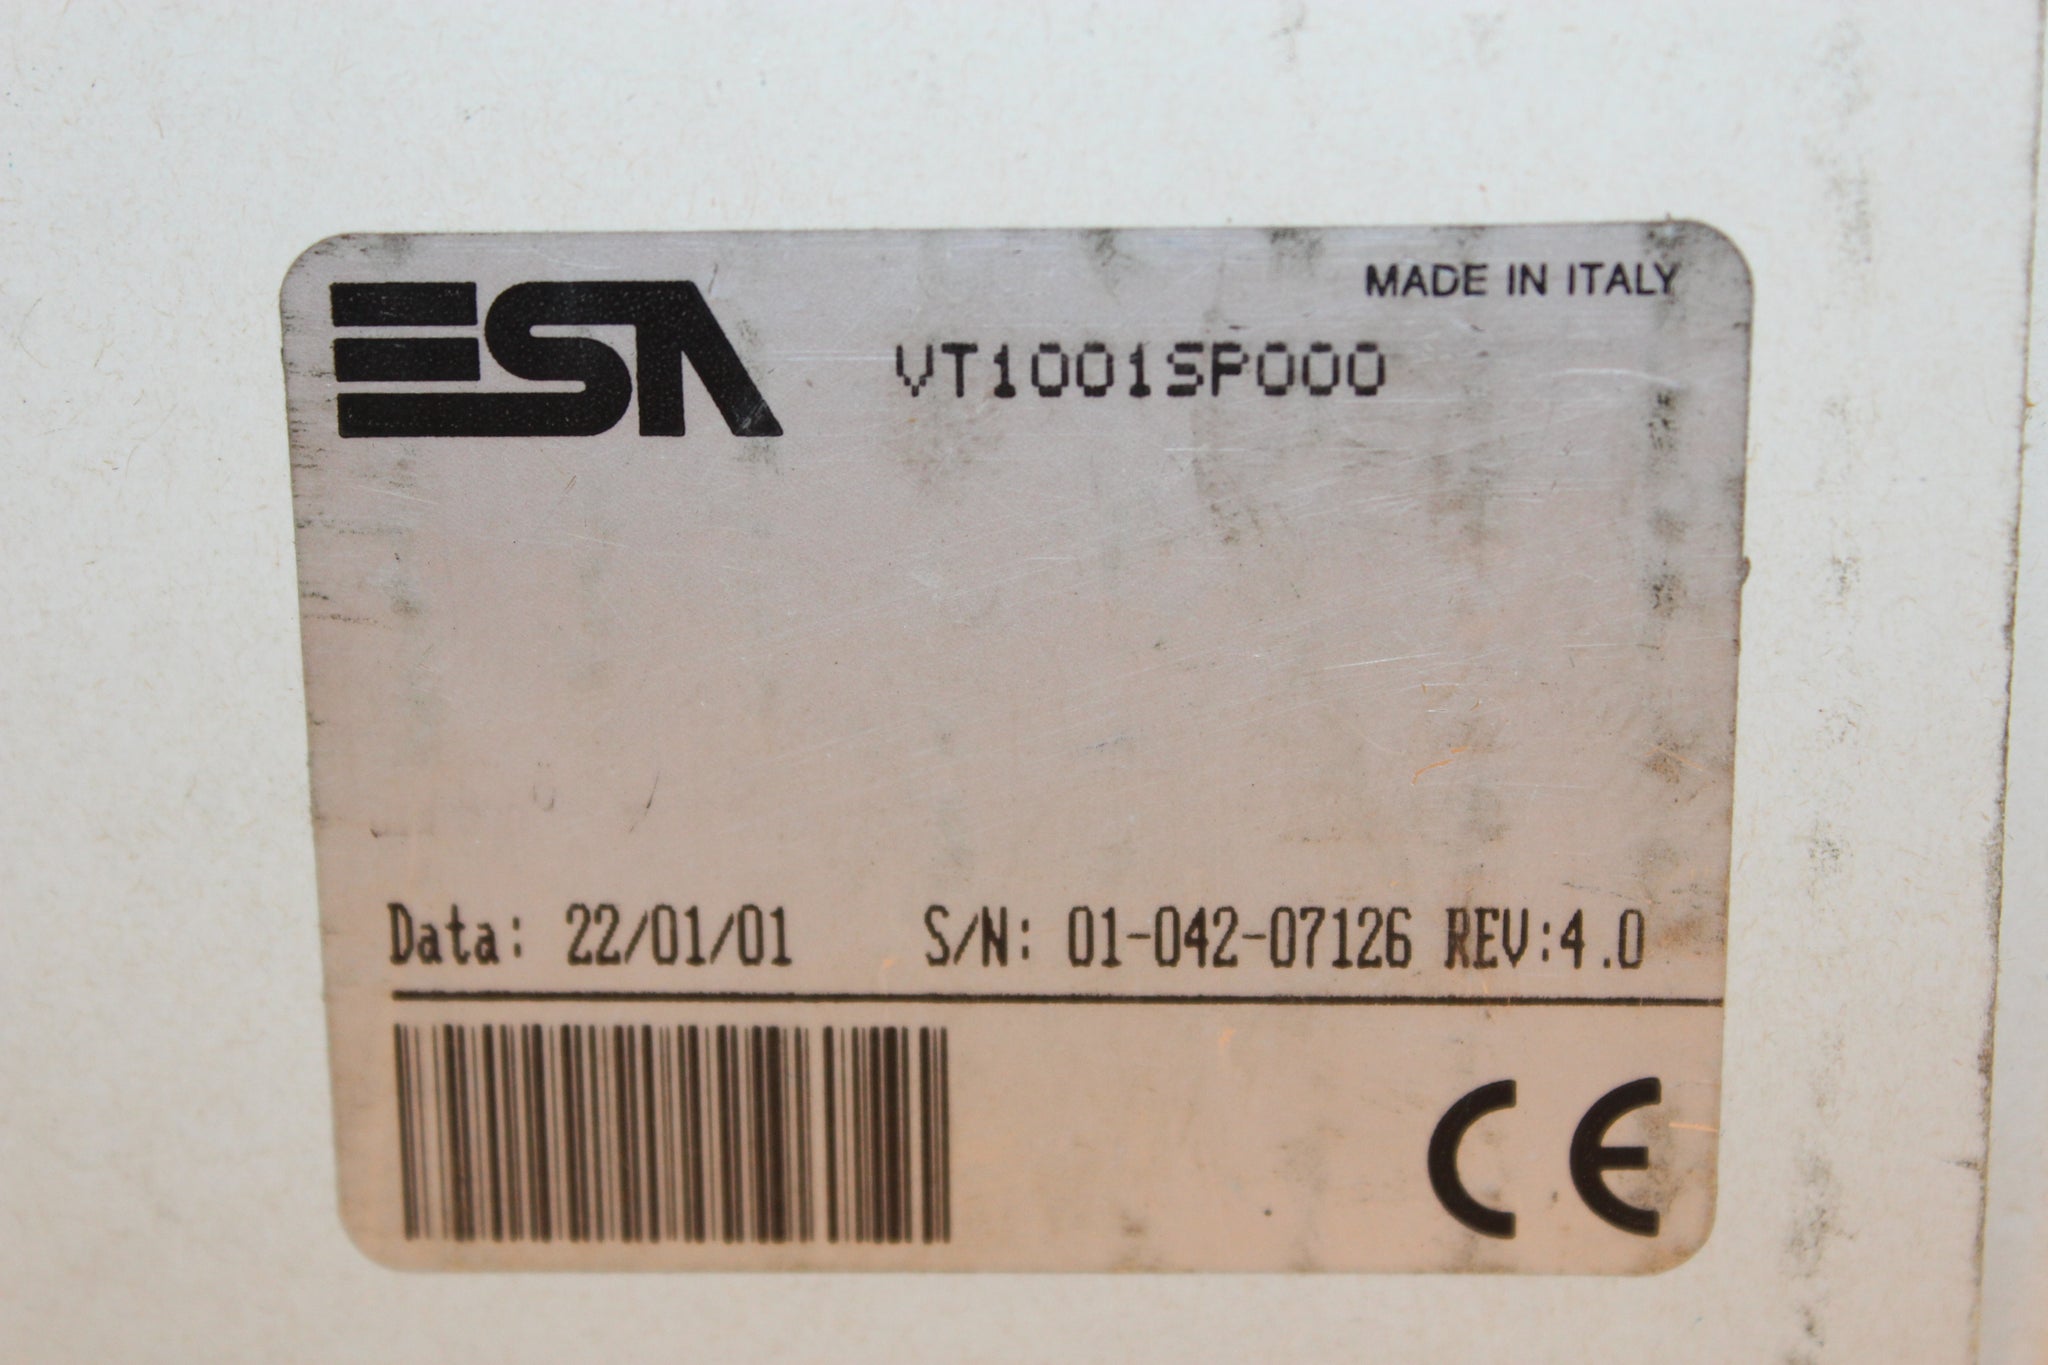 ESA
MADE IN ITALY
VT1001SP000
Data: 22/01/01 S/N: 01-042-07126 REV:4.0
CE